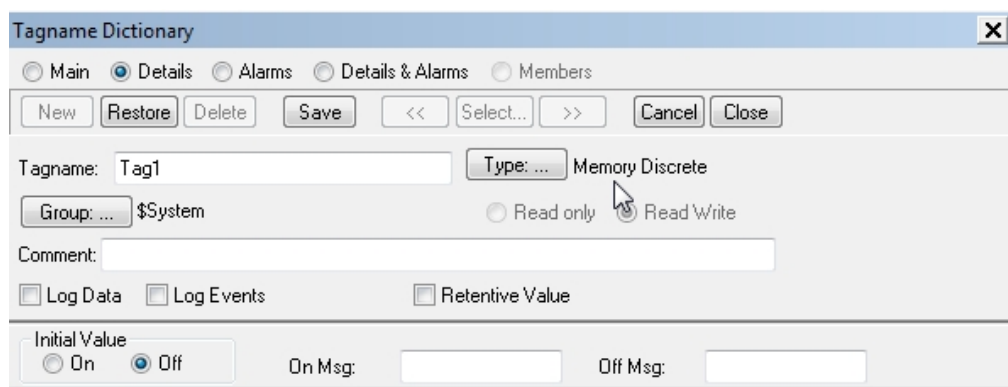 Tagname Dictionary
Main Details Alarms Details & Alarms Members
New Restore Delete Save << Select... >> Cancel Close
Tagname: Tag1 Type: ... Memory Discrete
Group: ... $System Read only Read Write
Comment:
Log Data Log Events Retentive Value
Initial Value
On Off On Msg: Off Msg: